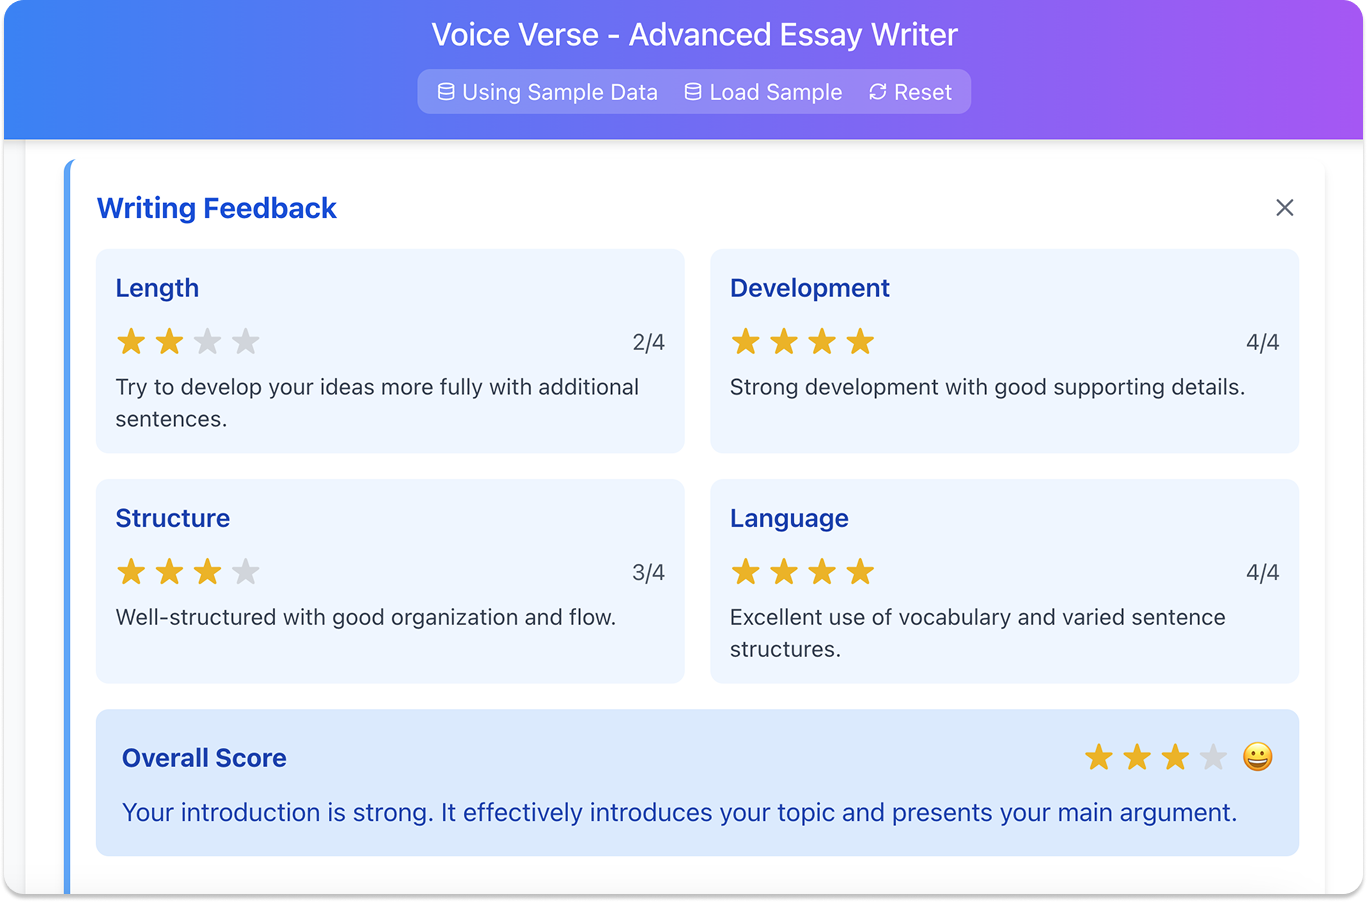 Voice Verse - Advanced Essay Writer
Using Sample Data Load Sample Reset
Writing Feedback
Length
2/4
Try to develop your ideas more fully with additional
sentences.
Development
4/4
Strong development with good supporting details.
Structure
3/4
Well-structured with good organization and flow.
Language
4/4
Excellent use of vocabulary and varied sentence
structures.
Overall Score
Your introduction is strong. It effectively introduces your topic and presents your main argument.